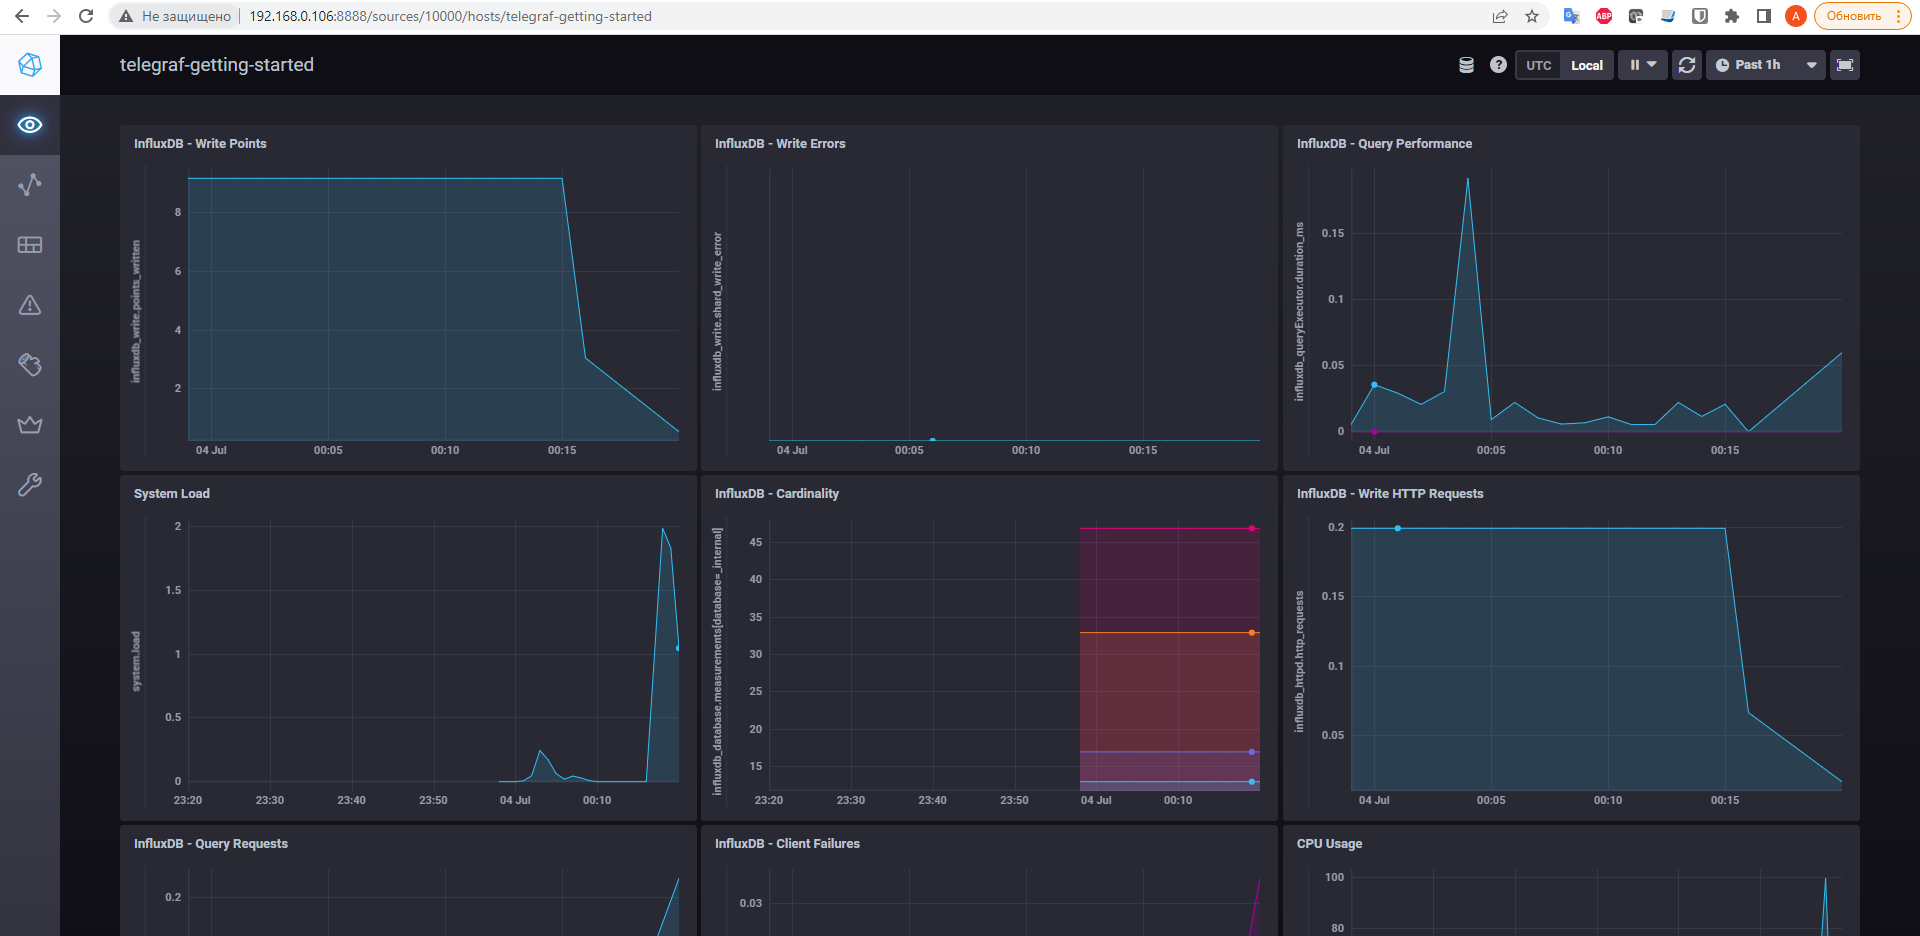 Не защищено
192.168.0.106:8888/sources/10000/hosts/telegraf-getting-started
ABP
A
Обновить
telegraf-getting-started
?
UTC
Local
Past 1h
InfluxDB - Write Points
influxdb_write.points_written
8
6
4
2
04 Jul
00:05
00:10
00:15
InfluxDB - Write Errors
influxdb_write.shard_write_error
04 Jul
00:05
00:10
00:15
InfluxDB - Query Performance
influxdb_queryExecutor.duration_ms
0.15
0.1
0.05
0
04 Jul
00:05
00:10
00:15
System Load
system.load
2
1.5
1
0.5
0
23:20
23:30
23:40
23:50
04 Jul
00:10
InfluxDB - Cardinality
influxdb_database.measurements[database=_internal]
45
40
35
30
25
20
15
23:20
23:30
23:40
23:50
04 Jul
00:10
InfluxDB - Write HTTP Requests
influxdb_httpd.http_requests
0.2
0.15
0.1
0.05
04 Jul
00:05
00:10
00:15
InfluxDB - Query Requests
0.2
InfluxDB - Client Failures
0.03
CPU Usage
100
80